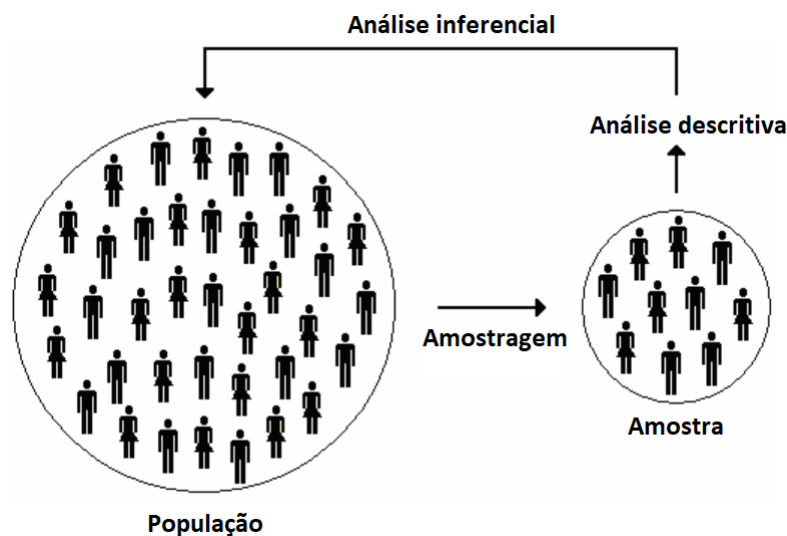 Análise inferencial
Análise descritiva
Amostragem
Amostra
População